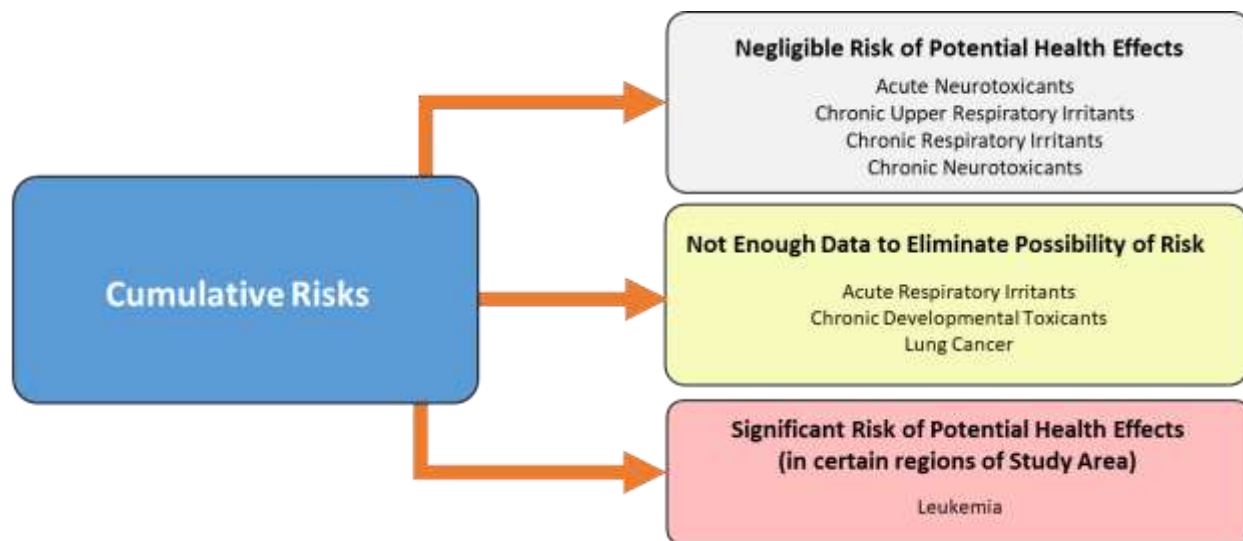 Cumulative Risks
Negligible Risk of Potential Health Effects
Acute Neurotoxicants
Chronic Upper Respiratory Irritants
Chronic Respiratory Irritants
Chronic Neurotoxicants
Not Enough Data to Eliminate Possibility of Risk
Acute Respiratory Irritants
Chronic Developmental Toxicants
Lung Cancer
Significant Risk of Potential Health Effects
(in certain regions of Study Area)
Leukemia